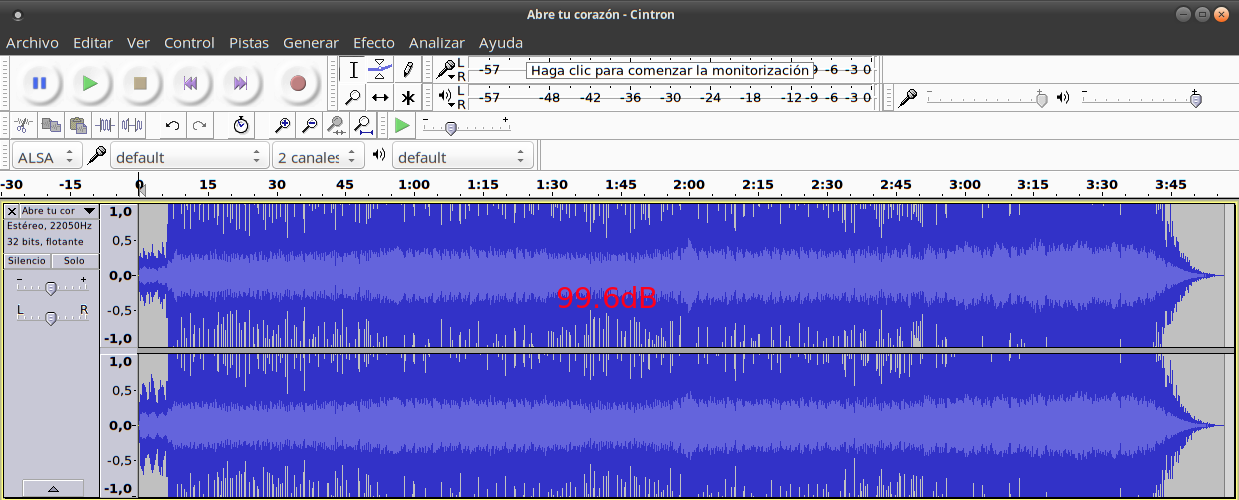 Abre tu corazón - Cintron
Archivo Editar Ver Control Pistas Generar Efecto Analizar Ayuda
L -57 Haga clic para comenzar la monitorización 9 -6 -3 0
R
L -57 -48 -42 -36 -30 -24 -18 -12 -9 -6 -3 0
R
- +
- +
- +
ALSA default 2 canales default
-30 -15 0 15 30 45 1:00 1:15 1:30 1:45 2:00 2:15 2:30 2:45 3:00 3:15 3:30 3:45
Abre tu cor
Estéreo, 22050Hz
32 bits, flotante
Silencio Solo
- +
L R
1,0
0,5
0,0
-0,5
-1,0
99.6dB
1,0
0,5
0,0
-0,5
-1,0